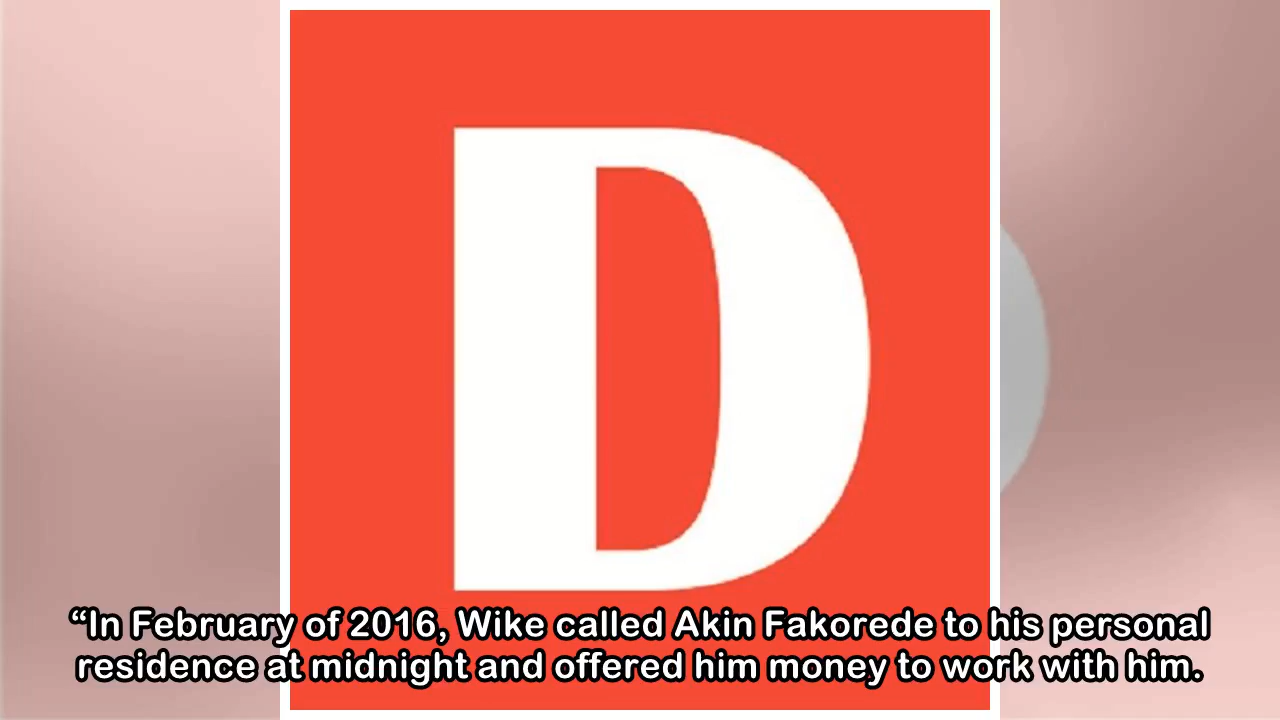 D
“In February of 2016, Wike called Akin Fakorede to his personal
residence at midnight and offered him money to work with him.